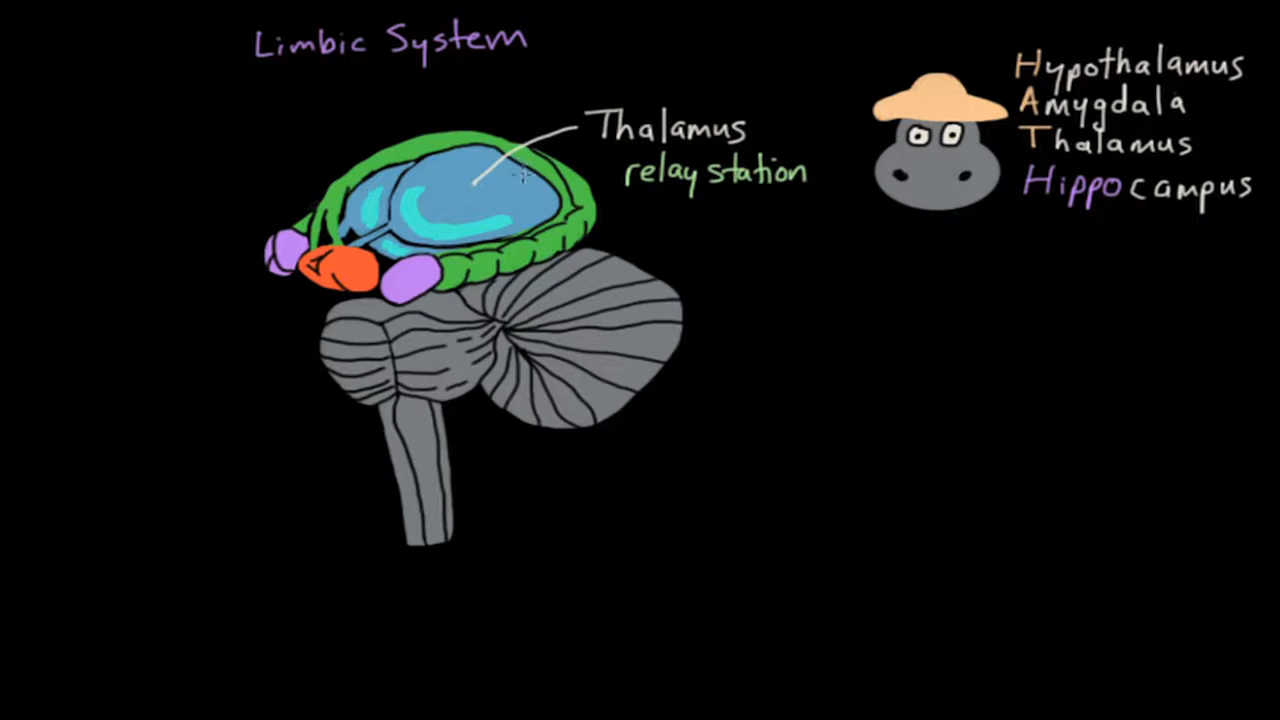 Limbic System
Thalamus
relay station
Hypothalamus
Amygdala
Thalamus
Hippocampus